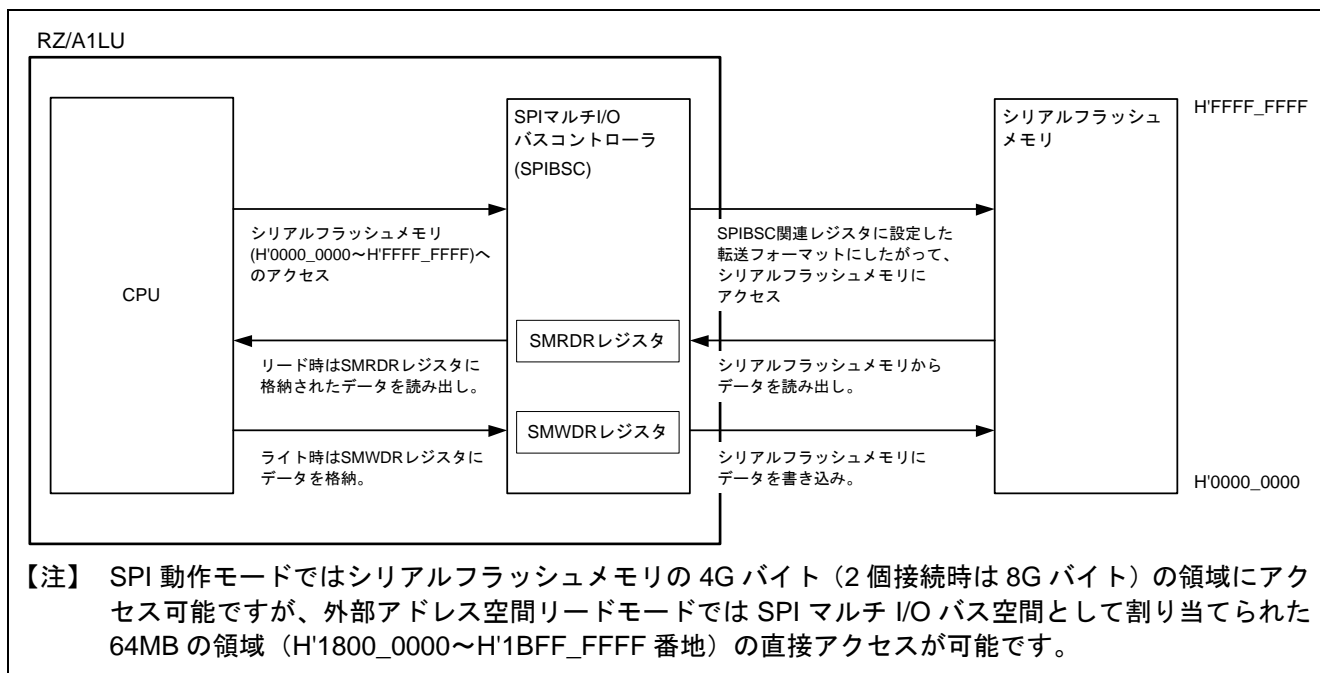 RZ/A1LU
CPU
SPIマルチI/O
バスコントローラ
(SPIBSC)
シリアルフラッシュ
メモリ
H'FFFF_FFFF
シリアルフラッシュメモリ
(H'0000_0000～H'FFFF_FFFF)へ
のアクセス
SPIBSC関連レジスタに設定した
転送フォーマットにしたがって、
シリアルフラッシュメモリに
アクセス
SMRDRレジスタ
リード時はSMRDRレジスタに
格納されたデータを読み出し。
シリアルフラッシュメモリから
データを読み出し。
SMWDRレジスタ
ライト時はSMWDRレジスタに
データを格納。
シリアルフラッシュメモリに
データを書き込み。
H'0000_0000
【注】 SPI 動作モードではシリアルフラッシュメモリの 4G バイト（2 個接続時は 8G バイト）の領域にアク
セス可能ですが、外部アドレス空間リードモードでは SPI マルチ I/O バス空間として割り当てられた
64MB の領域（H'1800_0000～H'1BFF_FFFF 番地）の直接アクセスが可能です。